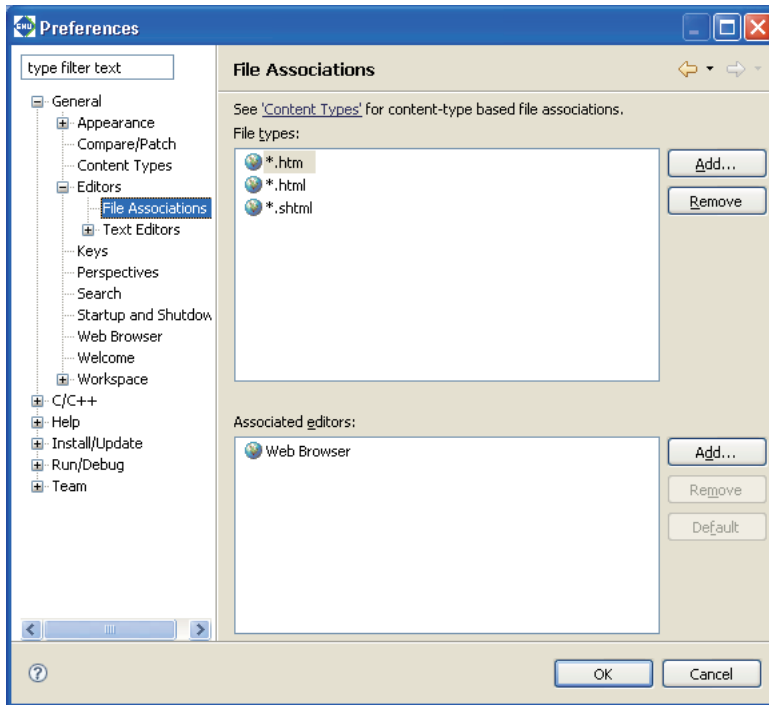 GNU Preferences
type filter text
File Associations
General
Appearance
Compare/Patch
Content Types
Editors
File Associations
Text Editors
Keys
Perspectives
Search
Startup and Shutdow
Web Browser
Welcome
Workspace
C/C++
Help
Install/Update
Run/Debug
Team
See 'Content Types' for content-type based file associations.
File types:
*.htm
*.html
*.shtml
Add...
Remove
Associated editors:
Web Browser
Add...
Remove
Default
OK
Cancel